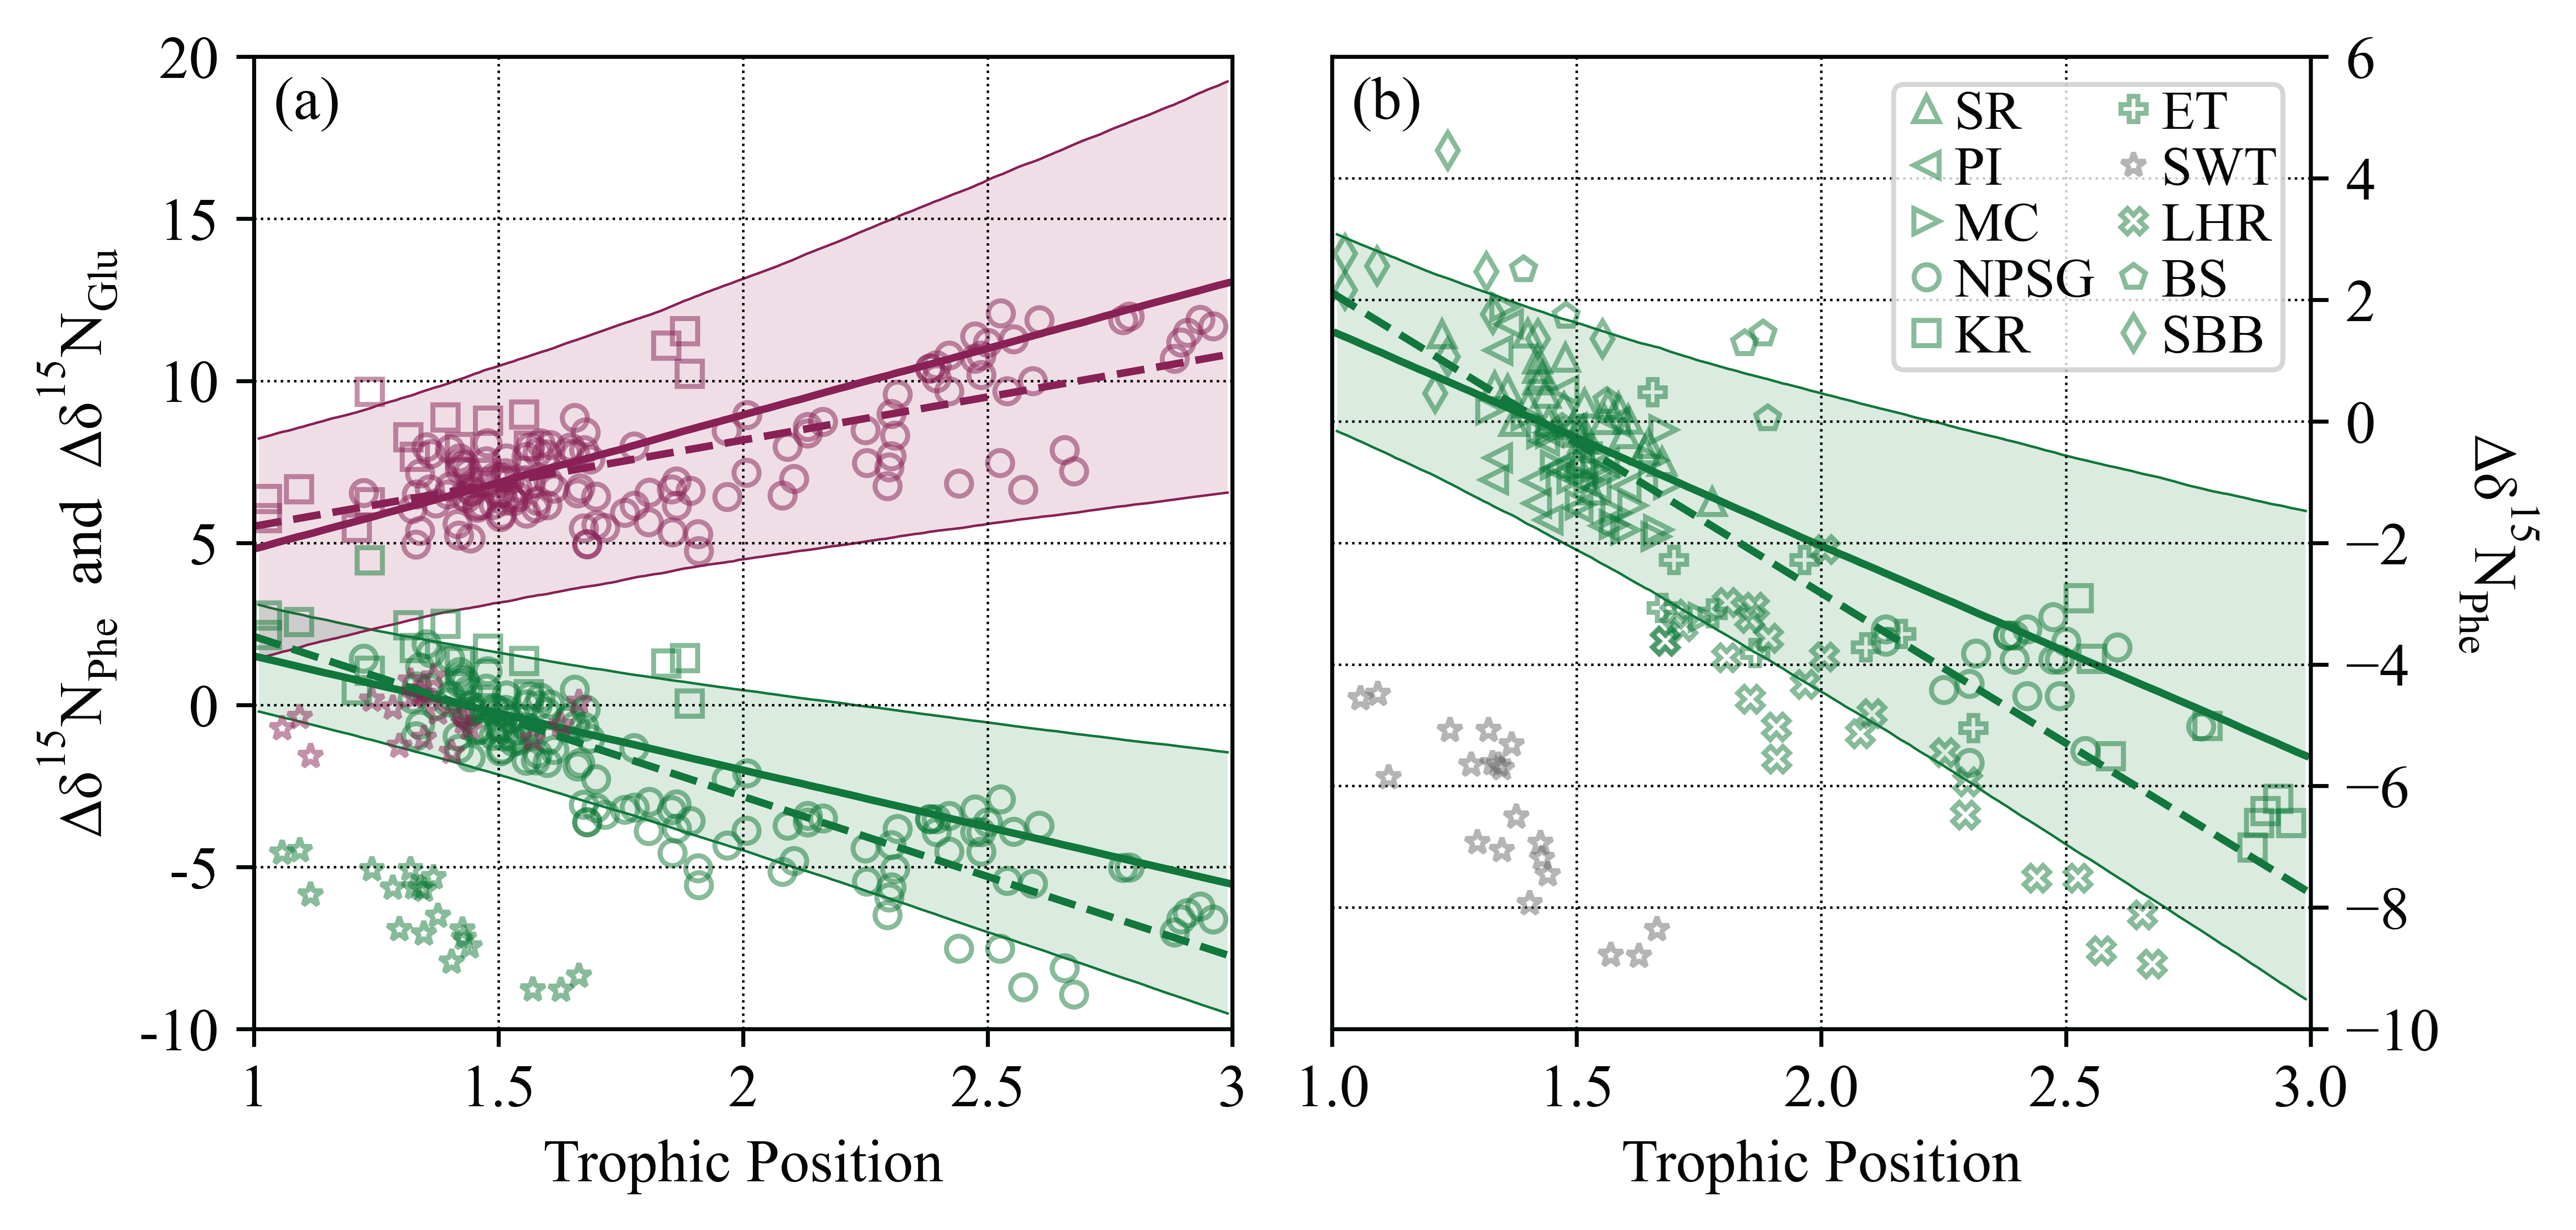 (a)
20
15
10
5
0
-5
-10
Δδ15NPhe and Δδ15NGlu
1 1.5 2 2.5 3
Trophic Position
(b)
SR ET
PI SWT
MC LHR
NPSG BS
KR SBB
6
4
2
0
−2
−4
−6
−8
−10
Δδ15NPhe
1.0 1.5 2.0 2.5 3.0
Trophic Position